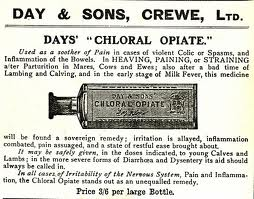 DAY & SONS, CREWE, LTD.
DAYS' "CHLORAL OPIATE."
Used as a soother of Pain in cases of violent Colic or Spasms, and
Inflammation of the Bowels. In HEAVING, PAINING, or STRAINING
a/ter Parturition in Mares, Cows and Ewes; also after a bad time of
Lambing and Calving, and in the early stage of Milk Fever, this medicine
DAY & SONS
CHLORAL OPIATE
will be found a sovereign remedy; irritation is allayed, inflammation
combated, pain assuaged, and a state of restful ease brought about.
It may be safely given, in the doses indicated, to young Calves and
Lambs; in the more severe forms of Diarrhœa and Dysentery its aid should
always be called in.
In all cases of Irritability of the Nervous System, Pain and Inflamma-
tion, the Chloral Opiate stands out as an unequalled remedy.
Price 3/6 per large Bottle.